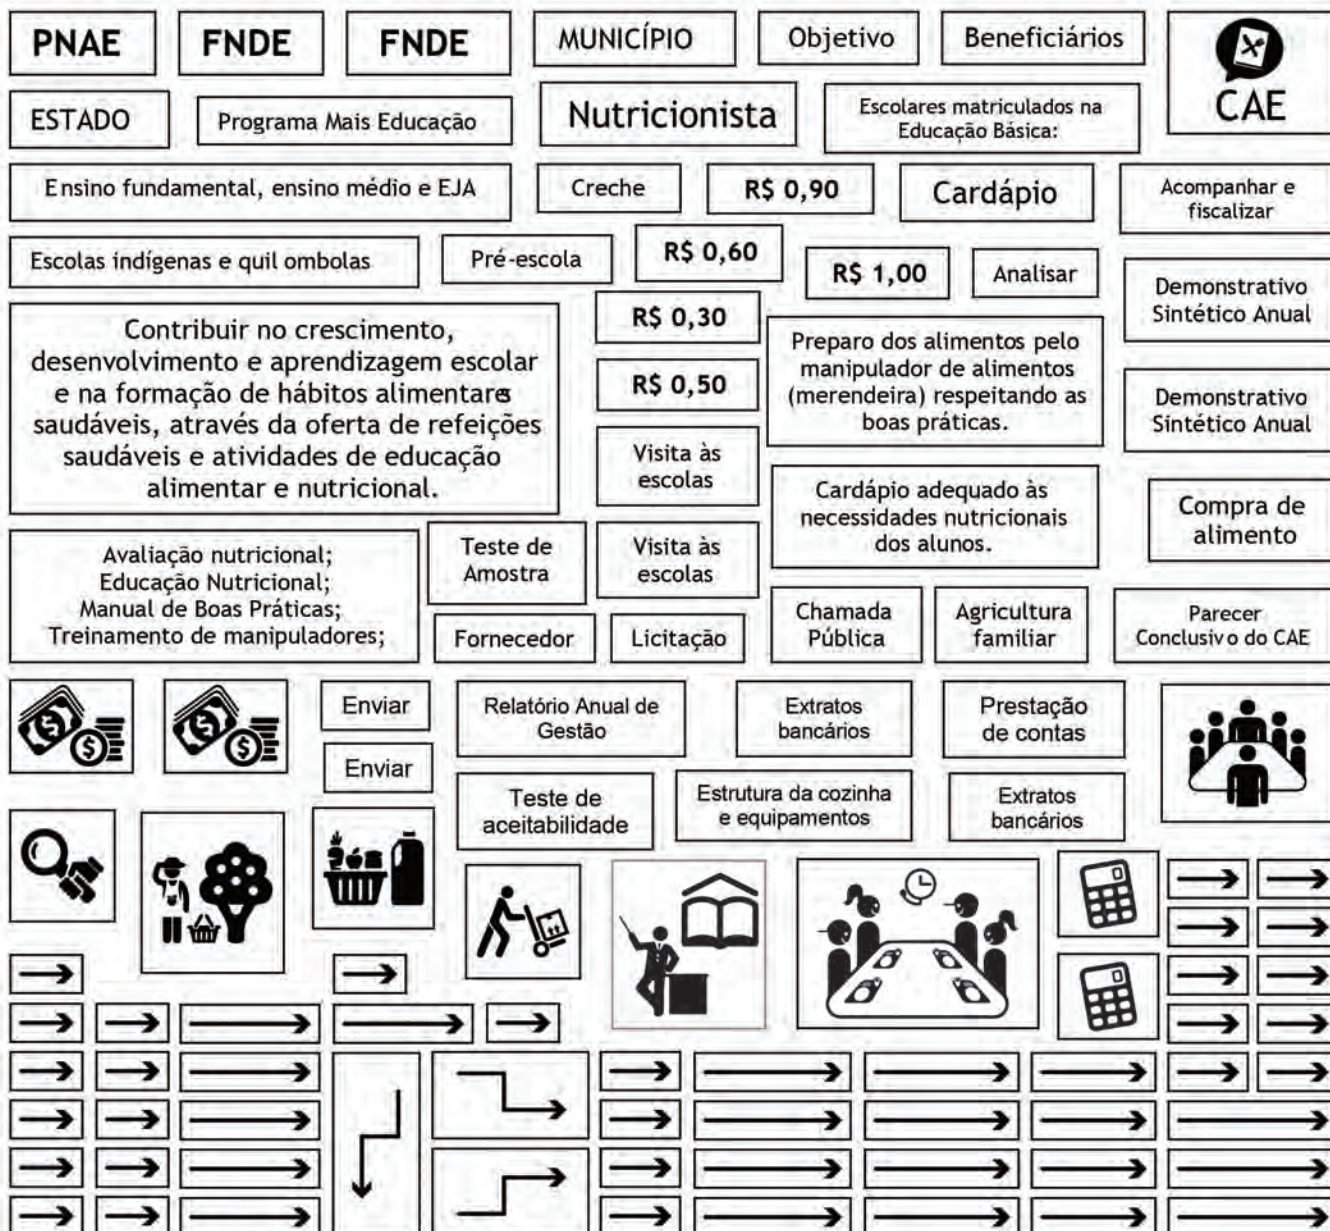 PNAE
FNDE
FNDE
MUNICÍPIO
Objetivo
Beneficiários
CAE
ESTADO
Programa Mais Educação
Nutricionista
Escolares matriculados na
Educação Básica:
Ensino fundamental, ensino médio e EJA
Creche
R$ 0,90
Cardápio
Acompanhar e
fiscalizar
Escolas indígenas e quil ombolas
Pré-escola
R$ 0,60
R$ 1,00
Analisar
Demonstrativo
Sintético Anual
Contribuir no crescimento,
desenvolvimento e aprendizagem escolar
e na formação de hábitos alimentares
saudáveis, através da oferta de refeições
saudáveis e atividades de educação
alimentar e nutricional.
R$ 0,30
R$ 0,50
Preparo dos alimentos pelo
manipulador de alimentos
(merendeira) respeitando as
boas práticas.
Demonstrativo
Sintético Anual
Visita às
escolas
Cardápio adequado às
necessidades nutricionais
dos alunos.
Compra de
alimento
Avaliação nutricional;
Educação Nutricional;
Manual de Boas Práticas;
Treinamento de manipuladores;
Teste de
Amostra
Visita às
escolas
Fornecedor
Licitação
Chamada
Pública
Agricultura
familiar
Parecer
Conclusivo do CAE
Enviar
Relatório Anual de
Gestão
Extratos
bancários
Prestação
de contas
Enviar
Teste de
aceitabilidade
Estrutura da cozinha
e equipamentos
Extratos
bancários